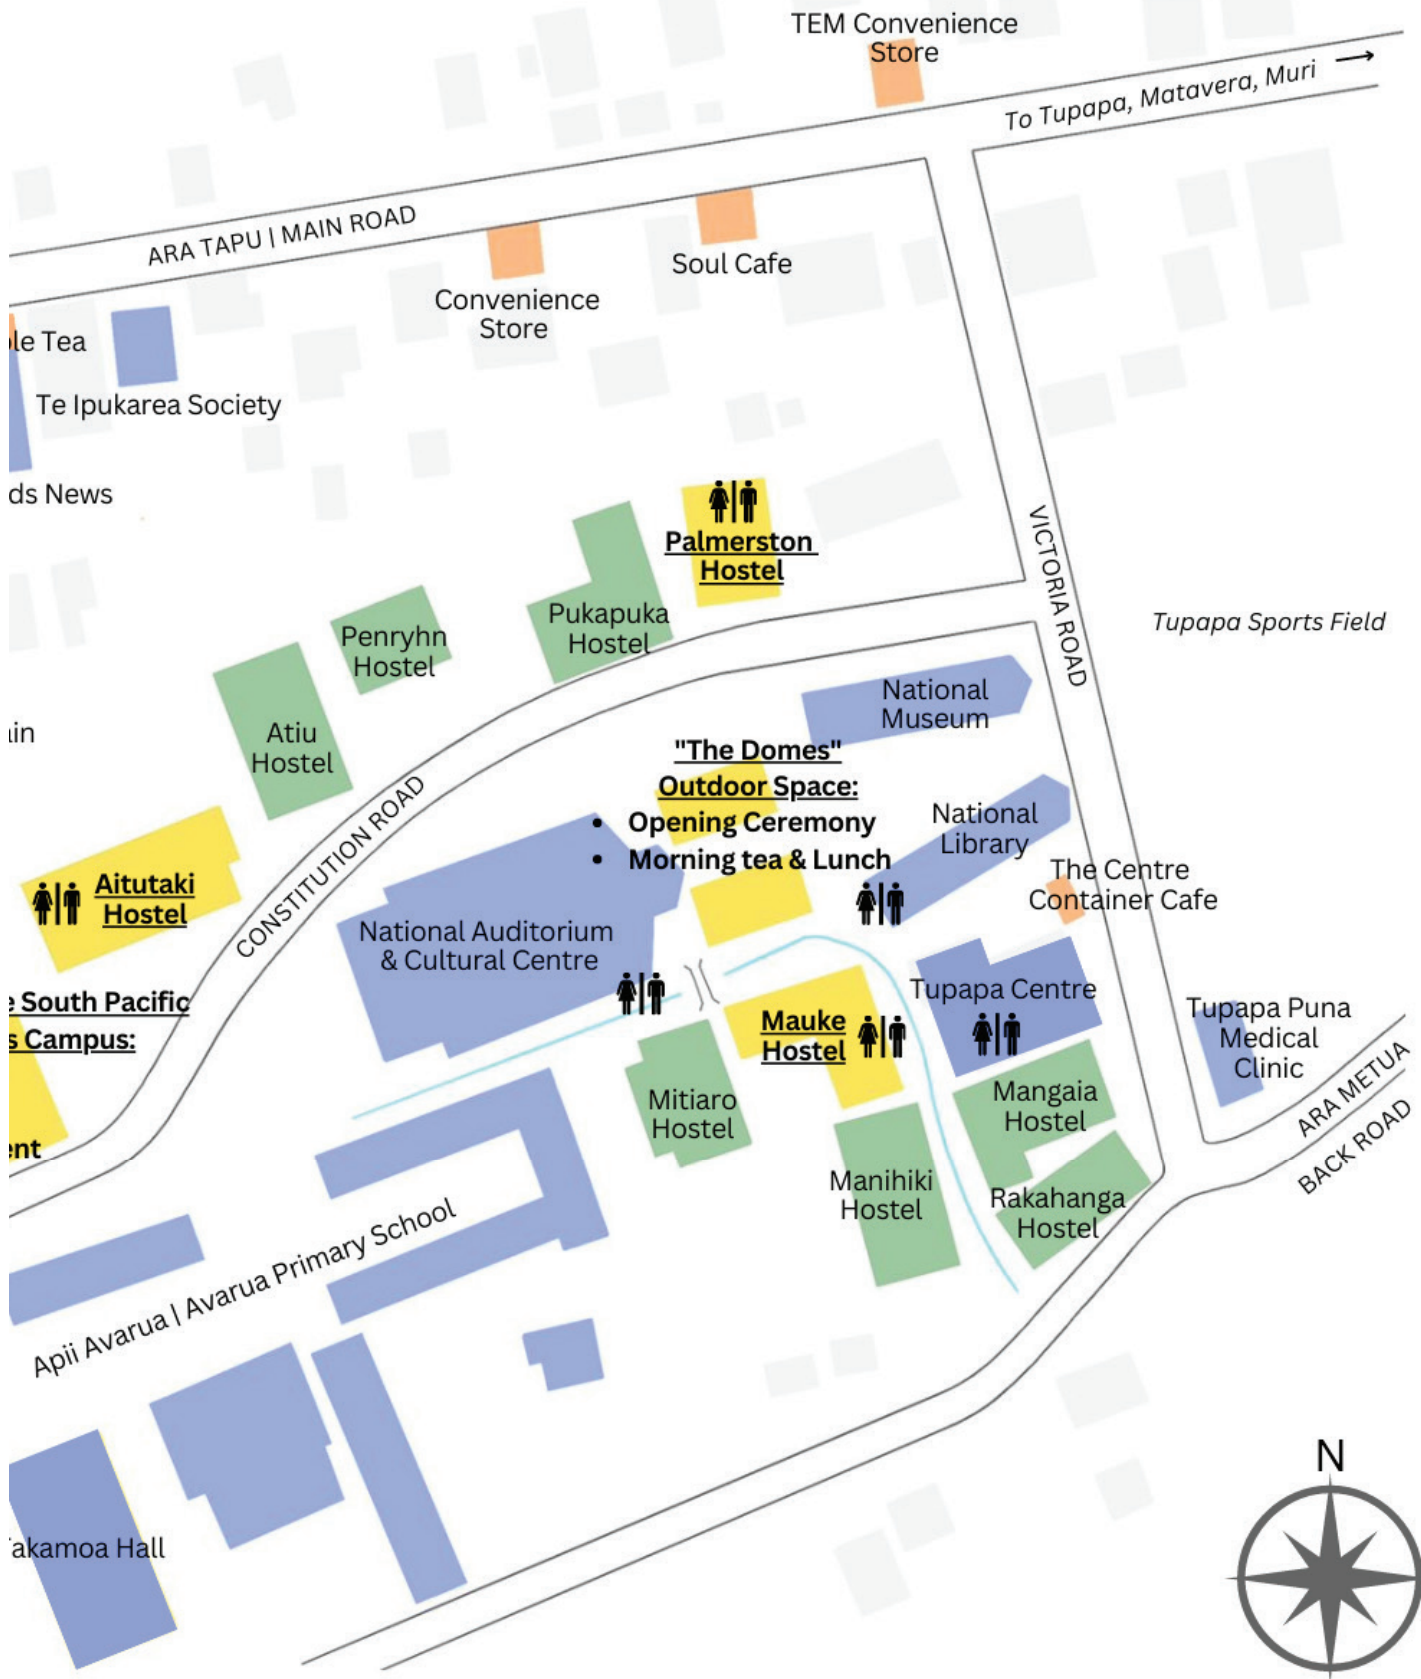 TEM Convenience
Store
To Tupapa, Matavera, Muri →
ARA TAPU | MAIN ROAD
Soul Cafe
Convenience
Store
le Tea
Te Ipukarea Society
ds News
VICTORIA ROAD
Palmerston
Hostel
Pukapuka
Hostel
Penryhn
Hostel
Tupapa Sports Field
Atiu
Hostel
in
National
Museum
"The Domes"
Outdoor Space:
• Opening Ceremony
• Morning tea & Lunch
National
Library
CONSTITUTION ROAD
Aitutaki
Hostel
The Centre
Container Cafe
National Auditorium
& Cultural Centre
e South Pacific
s Campus:
Tupapa Centre
Mauke
Hostel
Tupapa Puna
Medical
Clinic
ARA METUA
BACK ROAD
Mitiaro
Hostel
Mangaia
Hostel
ent
Manihiki
Hostel
Rakahanga
Hostel
Apii Avarua | Avarua Primary School
akamoa Hall
N